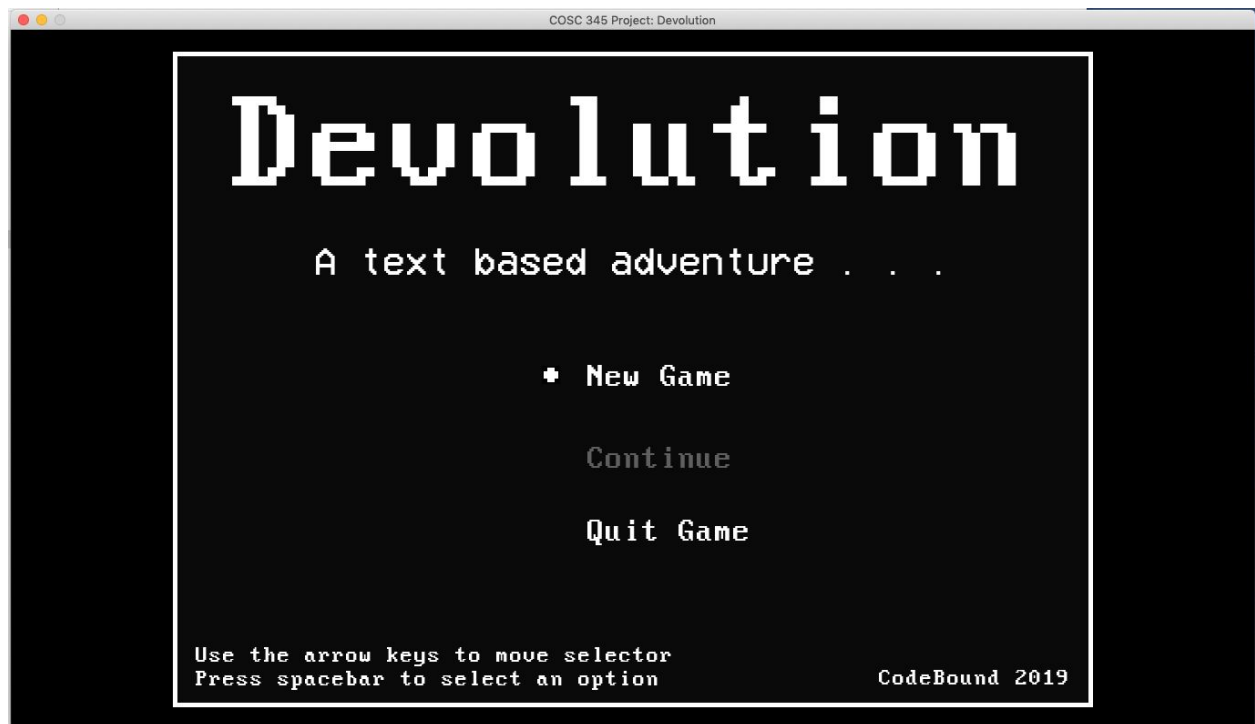 COSC 345 Project: Devolution
Devolution
A text based adventure . . .
New Game
Continue
Quit Game
Use the arrow keys to move selector
Press spacebar to select an option
CodeBound 2019